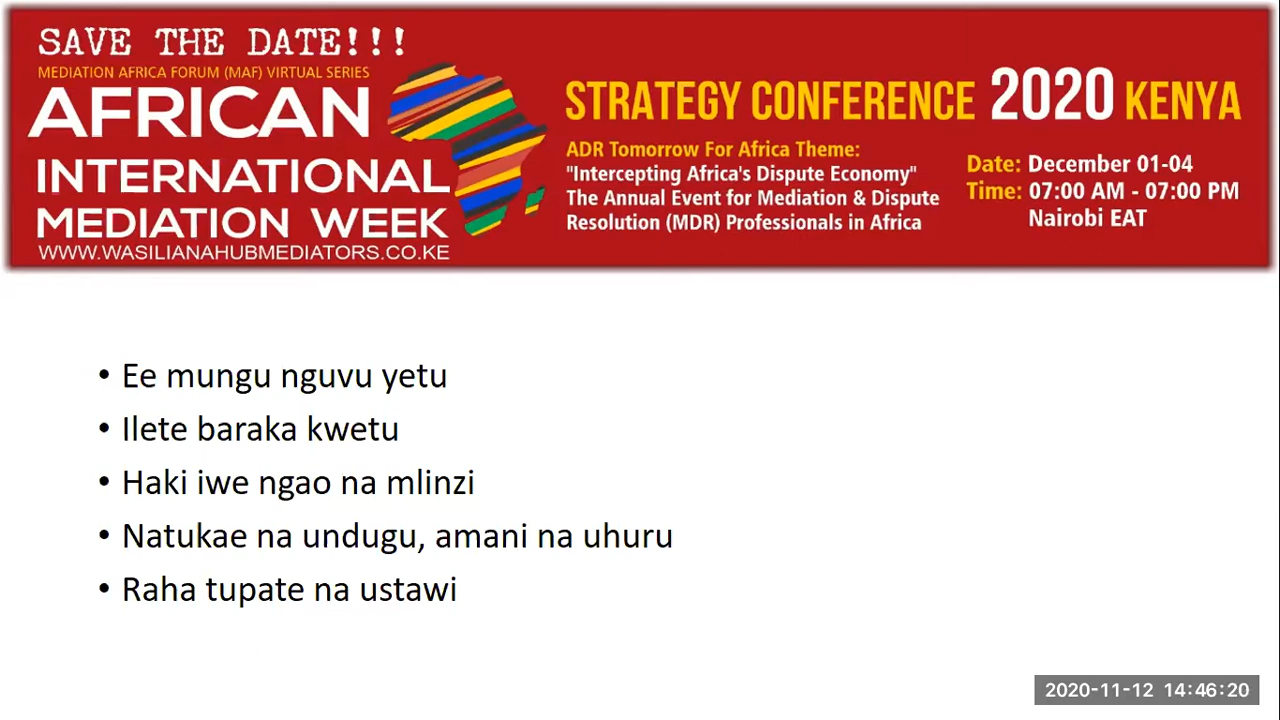 SAVE THE DATE!!!
MEDIATION AFRICA FORUM (MAF) VIRTUAL SERIES
AFRICAN
INTERNATIONAL
MEDIATION WEEK
WWW.WASILIANAHUBMEDIATORS.CO.KE
STRATEGY CONFERENCE 2020 KENYA
ADR Tomorrow For Africa Theme:
"Intercepting Africa's Dispute Economy"
The Annual Event for Mediation & Dispute
Resolution (MDR) Professionals in Africa
Date: December 01-04
Time: 07:00 AM - 07:00 PM
Nairobi EAT
• Ee mungu nguvu yetu
• Ilete baraka kwetu
• Haki iwe ngao na mlinzi
• Natukae na undugu, amani na uhuru
• Raha tupate na ustawi
2020-11-12 14:46:20